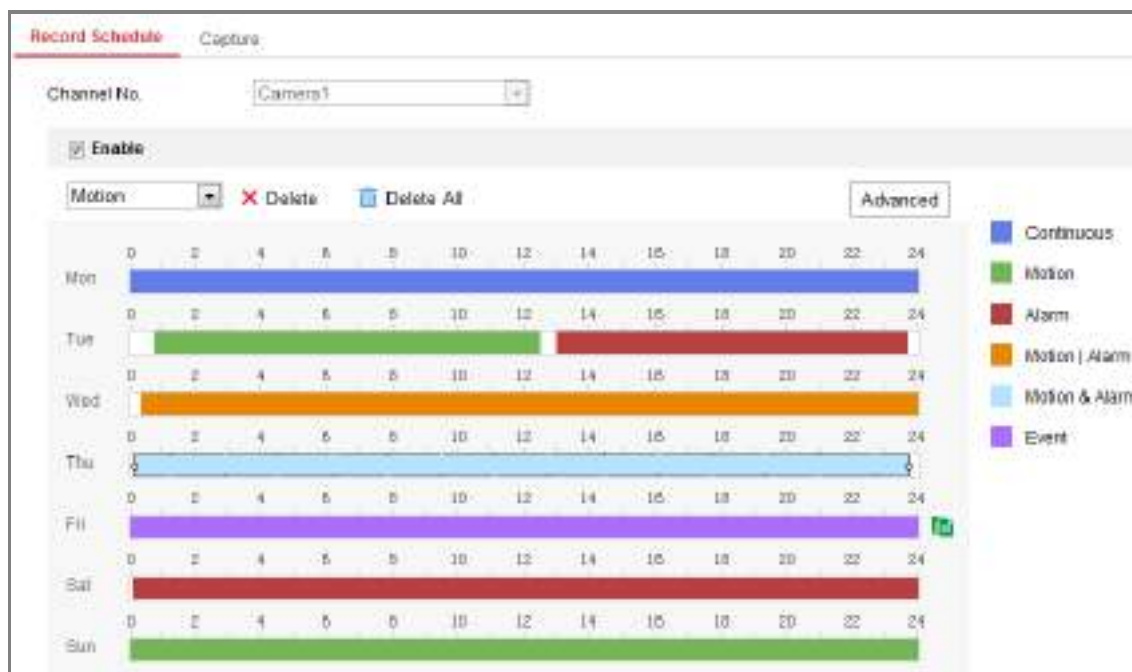 Record Schedule Capture
Channel No. Camera1
Enable
Motion Delete Delete All Advanced
0 2 4 6 8 10 12 14 16 18 20 22 24
Mon
0 2 4 6 8 10 12 14 16 18 20 22 24
Tue
0 2 4 6 8 10 12 14 16 18 20 22 24
Wed
0 2 4 6 8 10 12 14 16 18 20 22 24
Thu
0 2 4 6 8 10 12 14 16 18 20 22 24
Fri
0 2 4 6 8 10 12 14 16 18 20 22 24
Sat
0 2 4 6 8 10 12 14 16 18 20 22 24
Sun
Continuous
Motion
Alarm
Motion | Alarm
Motion & Alarm
Event